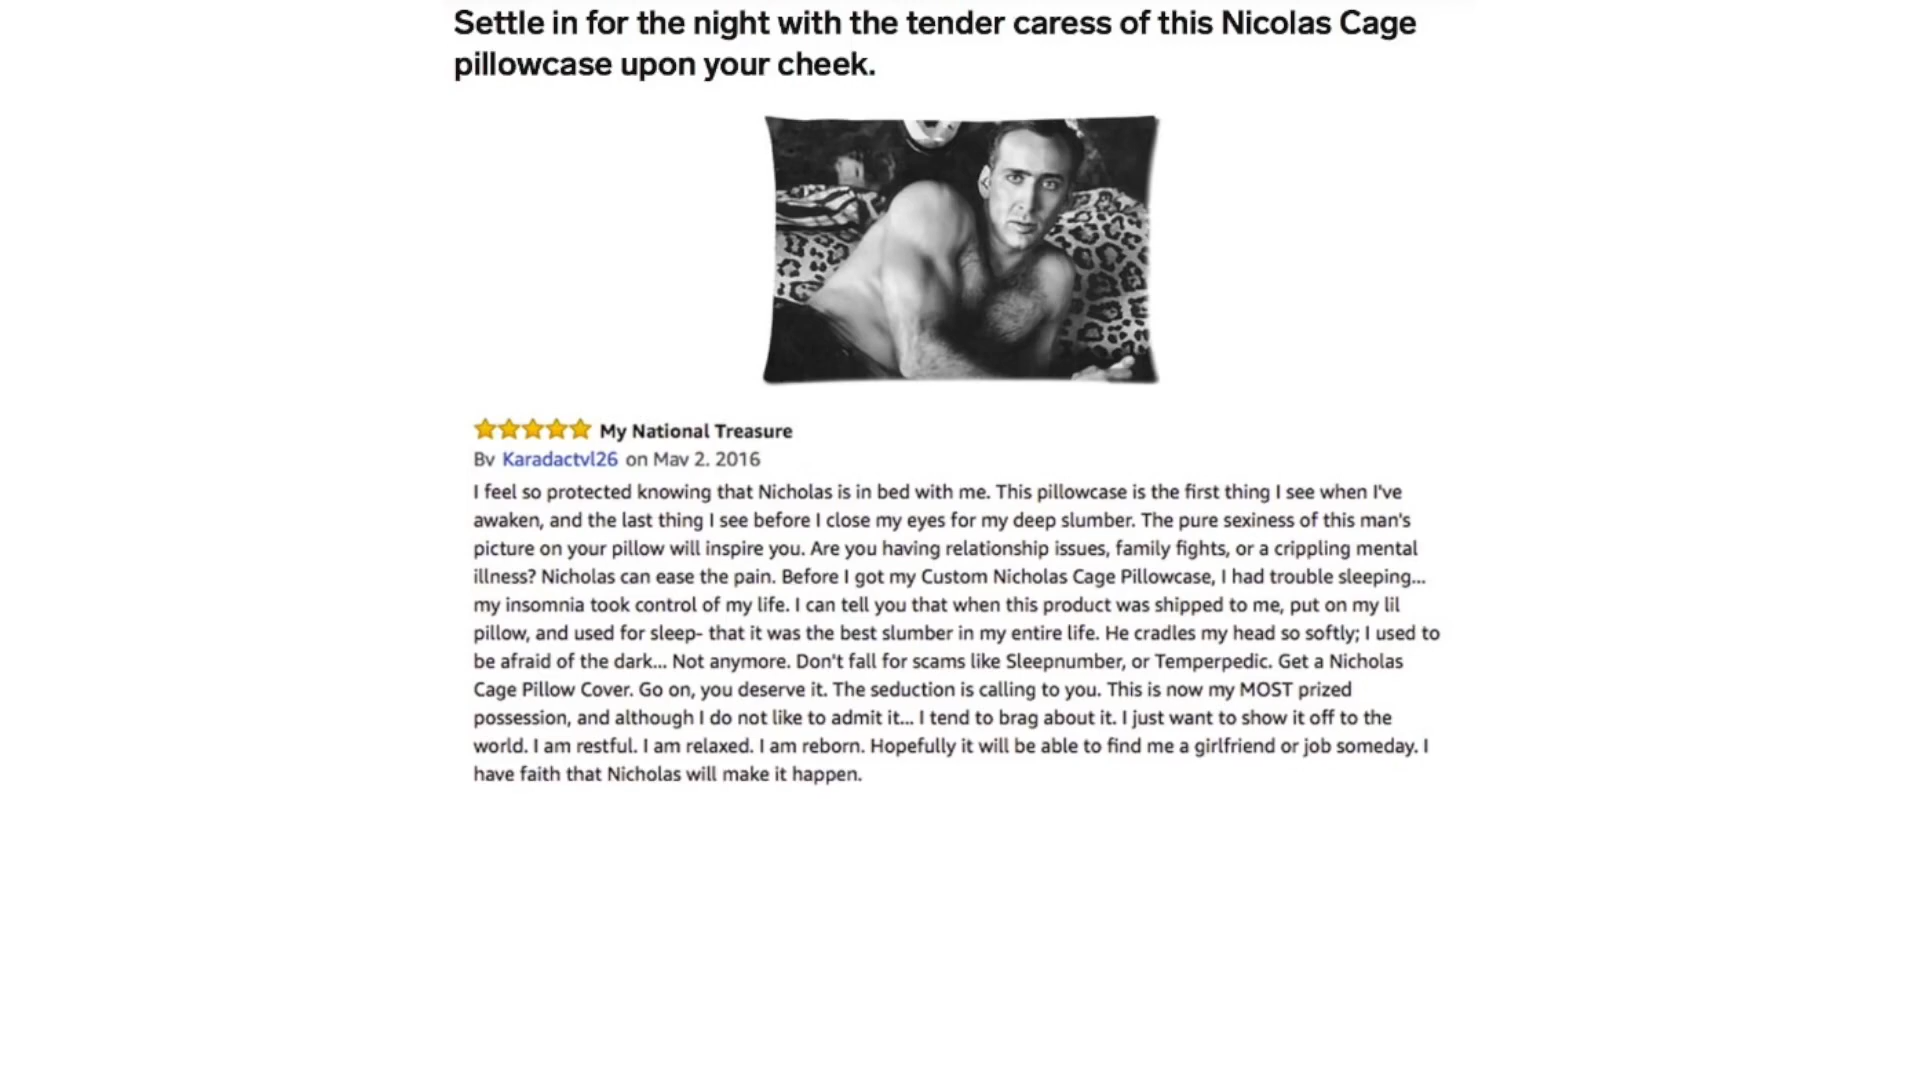 Settle in for the night with the tender caress of this Nicolas Cage
pillowcase upon your cheek.
My National Treasure
By Karadactyl26 on May 2, 2016
I feel so protected knowing that Nicholas is in bed with me. This pillowcase is the first thing I see when I've
awaken, and the last thing I see before I close my eyes for my deep slumber. The pure sexiness of this man's
picture on your pillow will inspire you. Are you having relationship issues, family fights, or a crippling mental
illness? Nicholas can ease the pain. Before I got my Custom Nicholas Cage Pillowcase, I had trouble sleeping...
my insomnia took control of my life. I can tell you that when this product was shipped to me, put on my lil
pillow, and used for sleep- that it was the best slumber in my entire life. He cradles my head so softly; I used to
be afraid of the dark... Not anymore. Don't fall for scams like Sleepnumber, or Temperpedic. Get a Nicholas
Cage Pillow Cover. Go on, you deserve it. The seduction is calling to you. This is now my MOST prized
possession, and although I do not like to admit it... I tend to brag about it. I just want to show it off to the
world. I am restful. I am relaxed. I am reborn. Hopefully it will be able to find me a girlfriend or job someday. I
have faith that Nicholas will make it happen.